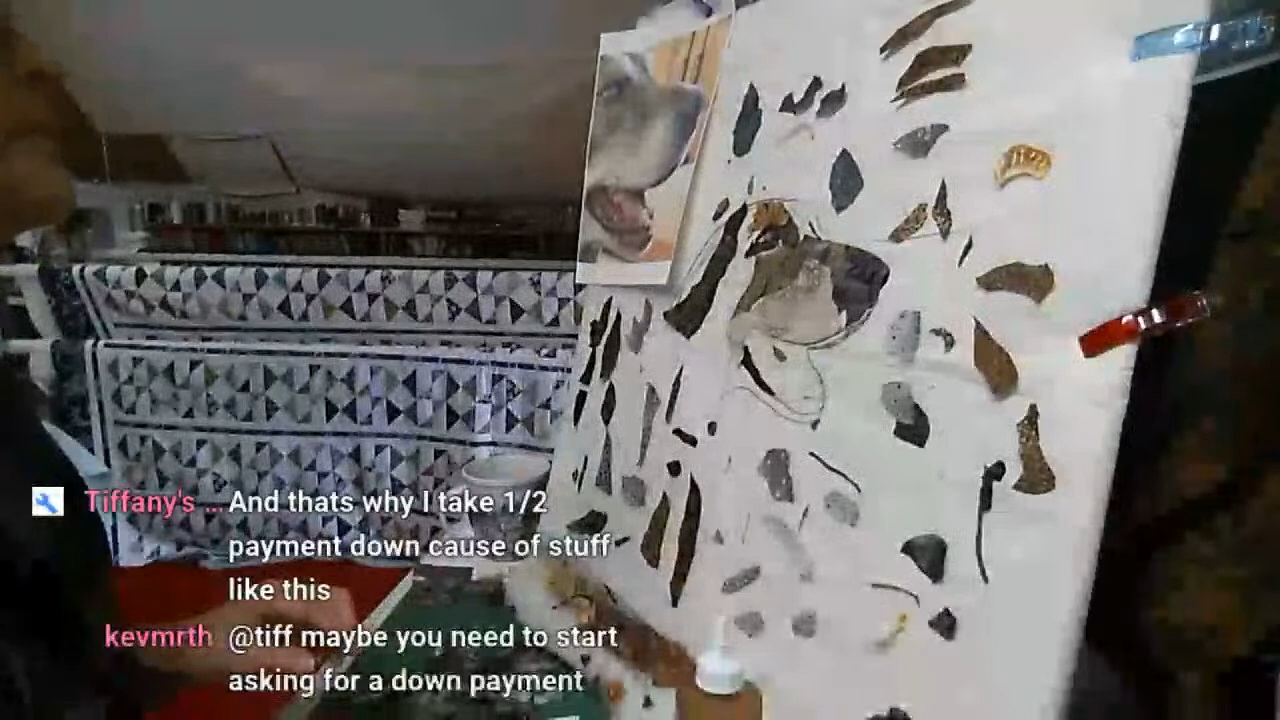 Tiffany's ... And thats why I take 1/2
payment down cause of stuff
like this
kevmrth @tiff maybe you need to start
asking for a down payment